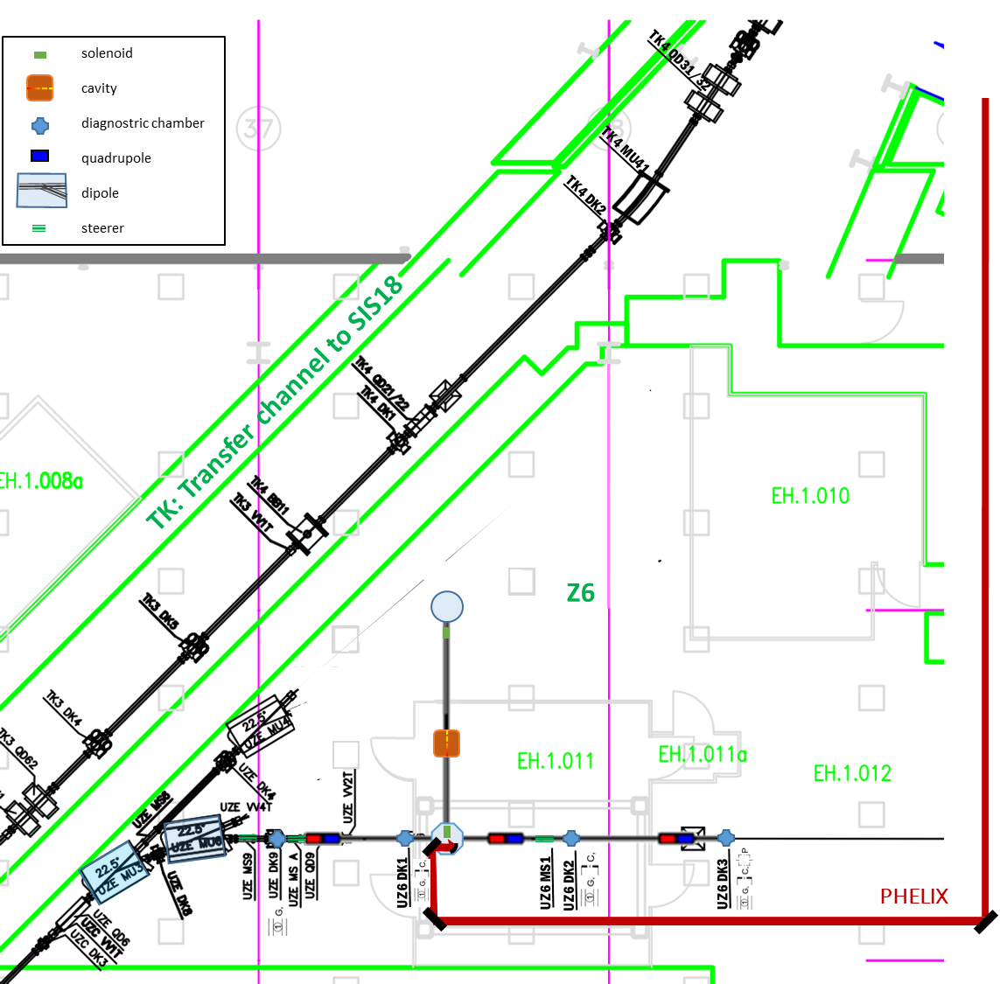 solenoid
cavity
diagnostric chamber
quadrupole
dipole
steerer
37
TK4 QD31/32
TK4 MU41
TK4 DK2
TK: Transfer channel to SIS18
TK4 QD21/22
TK4 DK1
EH.1.008a
EH.1.010
TK4 BB11
TK3 VV1T
Z6
TK3 DK5
TK3 DK4
TK3 QD62
22.5°
UZE MU4
EH.1.011
EH.1.011a
EH.1.012
UZE DK4
UZE MS6
UZE VV4T
UZE VV2T
22.5°
UZE MU6
22.5°
UZE MU3
UZE DK8
UZE MS9
UZE DK9
UZE MS A
UZE QD9
UZ6 DK1
UZ6 MS1
UZ6 DK2
UZ6 DK3
G, C,
G, C,
G, C, P
G,
PHELIX
UZE QD6
UZC VV1T
UZC DK3